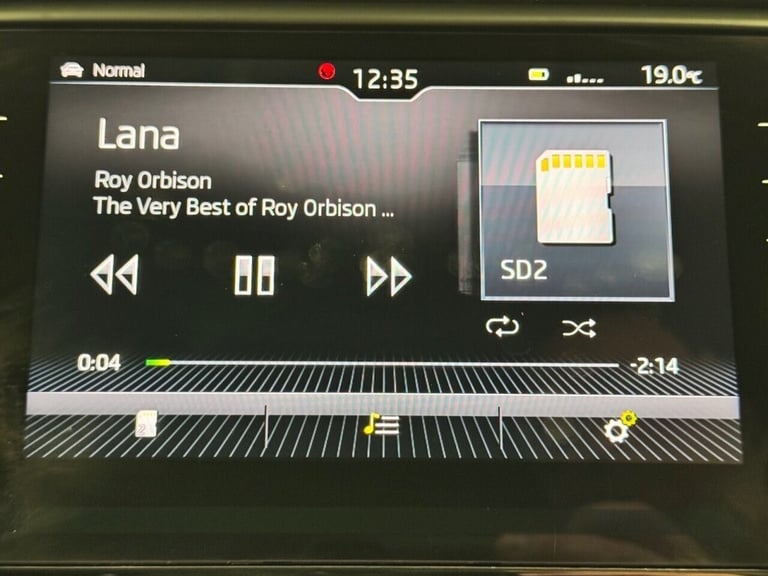 Normal 12:35 19.0°C
Lana
Roy Orbison
The Very Best of Roy Orbison ...
SD2
0:04 -2:14
2